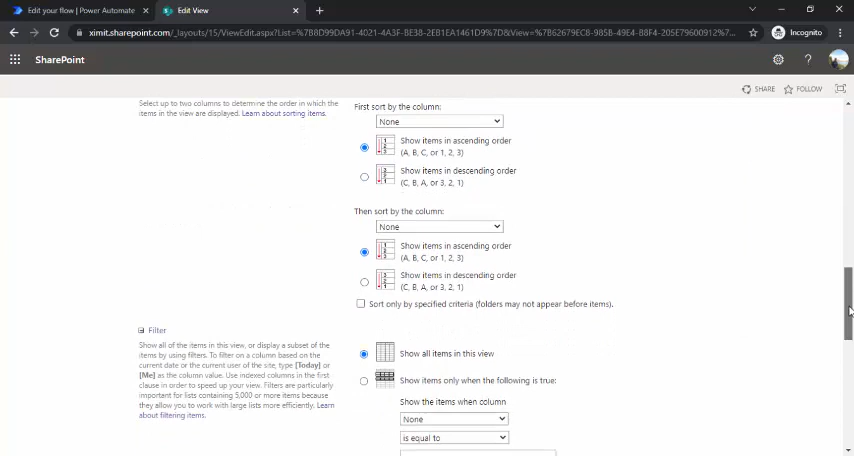 Edit your flow | Power Automate
Edit View
ximit.sharepoint.com/_layouts/15/ViewEdit.aspx?List=%7B8D99DA91-4021-4A3F-BE3B-2EB1EA1461D9%7D&View=%7B62679EC8-985B-49E4-88F4-205E79600912%7...
Incognito
SharePoint
SHARE
FOLLOW
Select up to two columns to determine the order in which the
items in the view are displayed. Learn about sorting items.
First sort by the column:
None
Show items in ascending order
(A, B, C, or 1, 2, 3)
Show items in descending order
(C, B, A, or 3, 2, 1)
Then sort by the column:
None
Show items in ascending order
(A, B, C, or 1, 2, 3)
Show items in descending order
(C, B, A, or 3, 2, 1)
Sort only by specified criteria (folders may not appear before items).
Filter
Show all of the items in this view, or display a subset of the
items by using filters. To filter on a column based on the
current date or the current user of the site, type [Today] or
[Me] as the column value. Use indexed columns in the first
clause in order to speed up your view. Filters are particularly
important for lists containing 5,000 or more items because
they allow you to work with large lists more efficiently. Learn
about filtering items.
Show all items in this view
Show items only when the following is true:
Show the items when column
None
is equal to